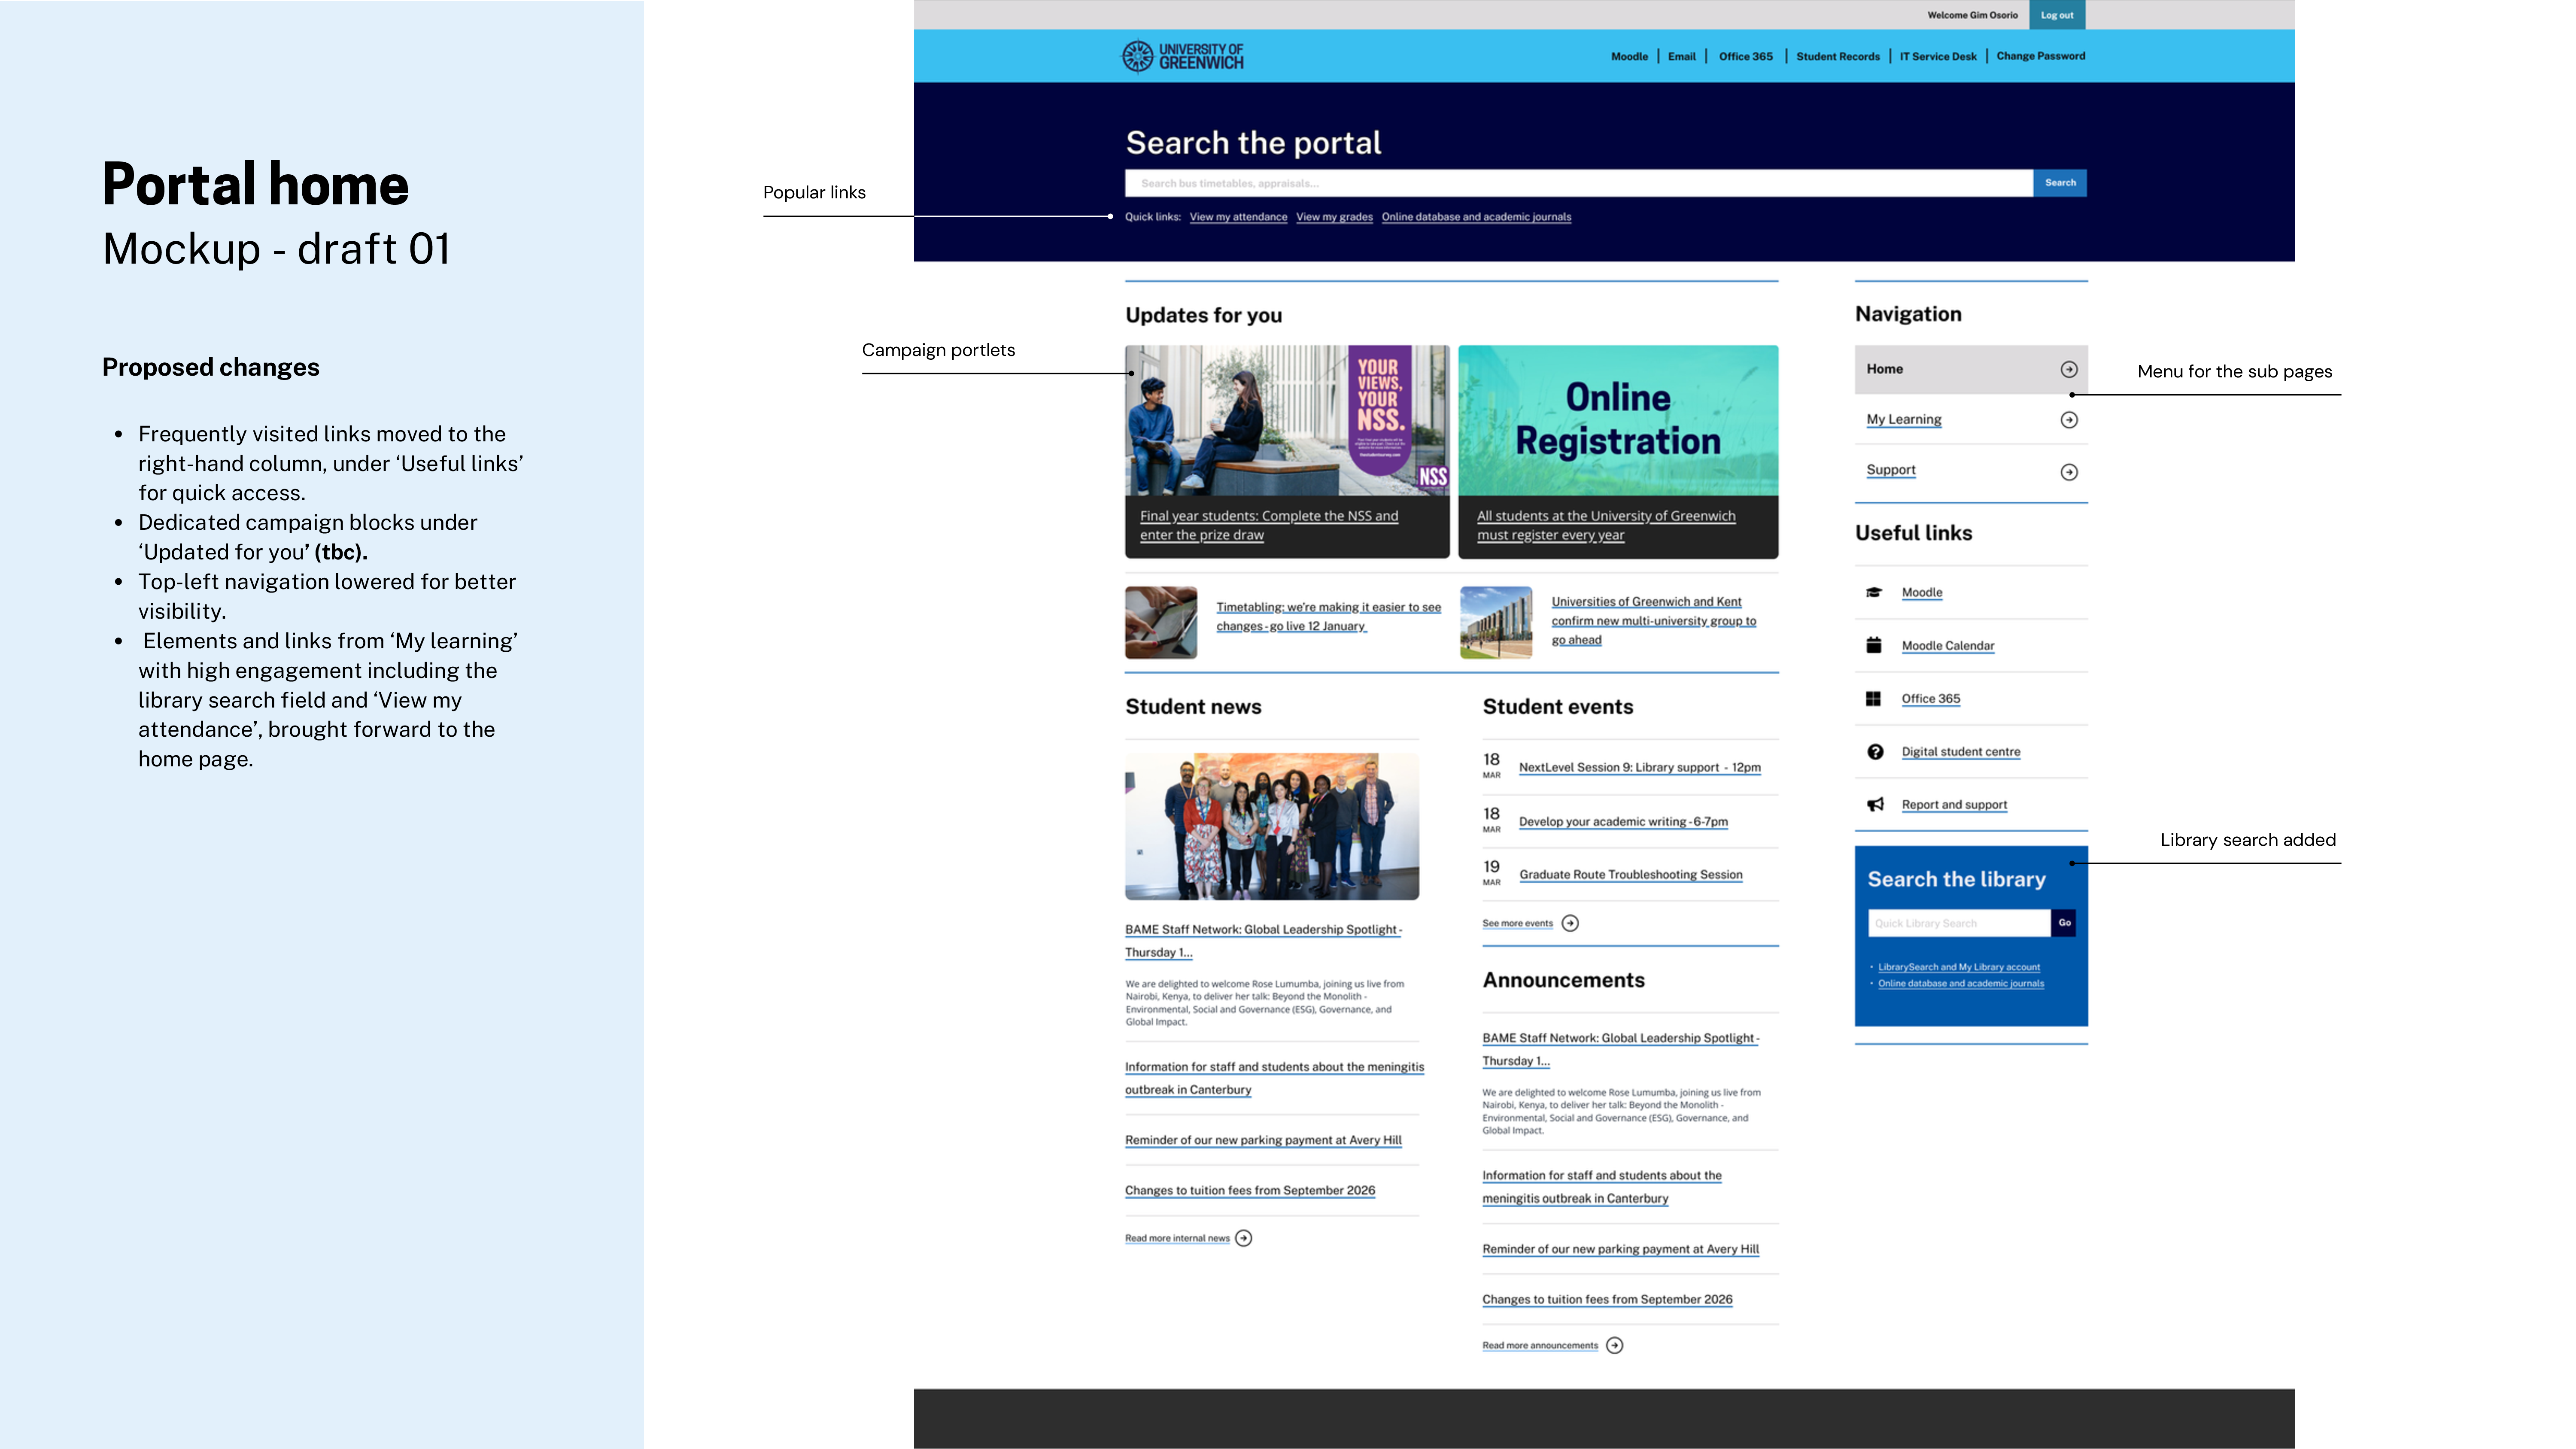 Portal home
Mockup - draft 01
Proposed changes
• Frequently visited links moved to the
right-hand column, under ‘Useful links’
for quick access.
• Dedicated campaign blocks under
‘Updated for you’ (tbc).
• Top-left navigation lowered for better
visibility.
• Elements and links from ‘My learning’
with high engagement including the
library search field and ‘View my
attendance’, brought forward to the
home page.
Popular links
Campaign portlets
Welcome Gim Osorio
Log out
UNIVERSITY OF
GREENWICH
Moodle | Email | Office 365 | Student Records | IT Service Desk | Change Password
Search the portal
Search bus timetables, appraisals...
Search
Quick links: View my attendance View my grades Online database and academic journals
Updates for you
YOUR
VIEWS,
YOUR
NSS.
NSS
Final year students: Complete the NSS and
enter the prize draw
Online
Registration
All students at the University of Greenwich
must register every year
Timetabling: we’re making it easier to see
changes - go live 12 January
Universities of Greenwich and Kent
confirm new multi-university group to
go ahead
Student news
BAME Staff Network: Global Leadership Spotlight -
Thursday 1...
We are delighted to welcome Rose Lumumba, joining us live from
Nairobi, Kenya, to deliver her talk: Beyond the Monolith -
Environmental, Social and Governance (ESG), Governance, and
Global Impact.
Information for staff and students about the meningitis
outbreak in Canterbury
Reminder of our new parking payment at Avery Hill
Changes to tuition fees from September 2026
Read more internal news
Student events
18
MAR
NextLevel Session 9: Library support - 12pm
18
MAR
Develop your academic writing - 6-7pm
19
MAR
Graduate Route Troubleshooting Session
See more events
Announcements
BAME Staff Network: Global Leadership Spotlight -
Thursday 1...
We are delighted to welcome Rose Lumumba, joining us live from
Nairobi, Kenya, to deliver her talk: Beyond the Monolith -
Environmental, Social and Governance (ESG), Governance, and
Global Impact.
Information for staff and students about the
meningitis outbreak in Canterbury
Reminder of our new parking payment at Avery Hill
Changes to tuition fees from September 2026
Read more announcements
Navigation
Home
My Learning
Support
Useful links
Moodle
Moodle Calendar
Office 365
Digital student centre
Report and support
Search the library
Quick Library Search
Go
• LibrarySearch and My Library account
• Online database and academic journals
Menu for the sub pages
Library search added